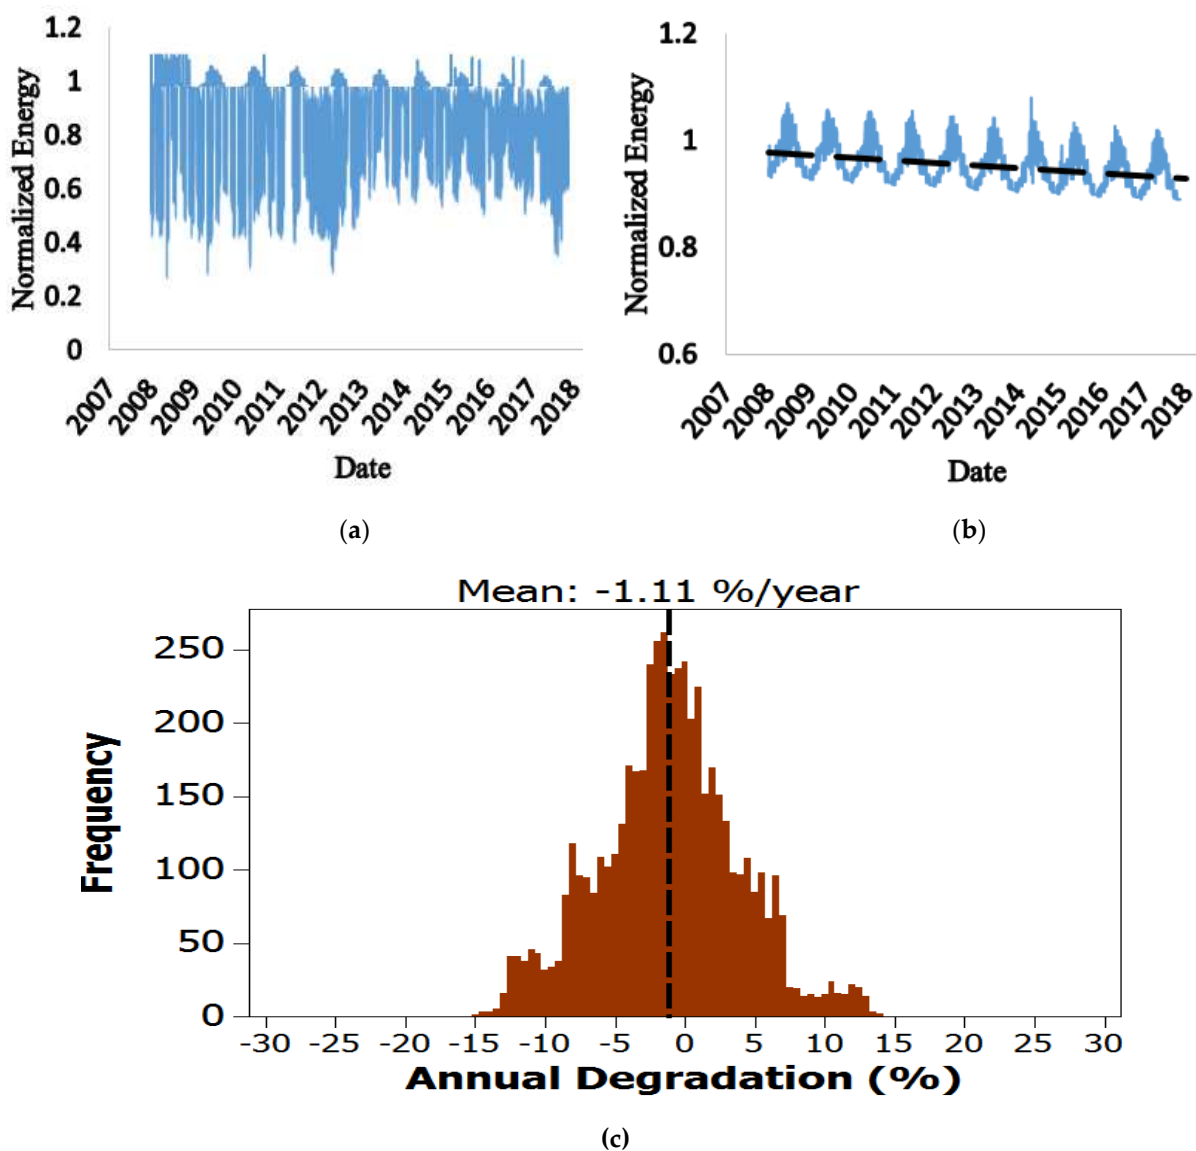 1.2
1
0.8
0.6
0.4
0.2
0
Normalized Energy
2007 2008 2009 2010 2011 2012 2013 2014 2015 2016 2017 2018
Date
(a)
1.2
1
0.8
0.6
Normalized Energy
2007 2008 2009 2010 2011 2012 2013 2014 2015 2016 2017 2018
Date
(b)
Mean: -1.11 %/year
250
200
150
100
50
0
Frequency
-30 -25 -20 -15 -10 -5 0 5 10 15 20 25 30
Annual Degradation (%)
(c)